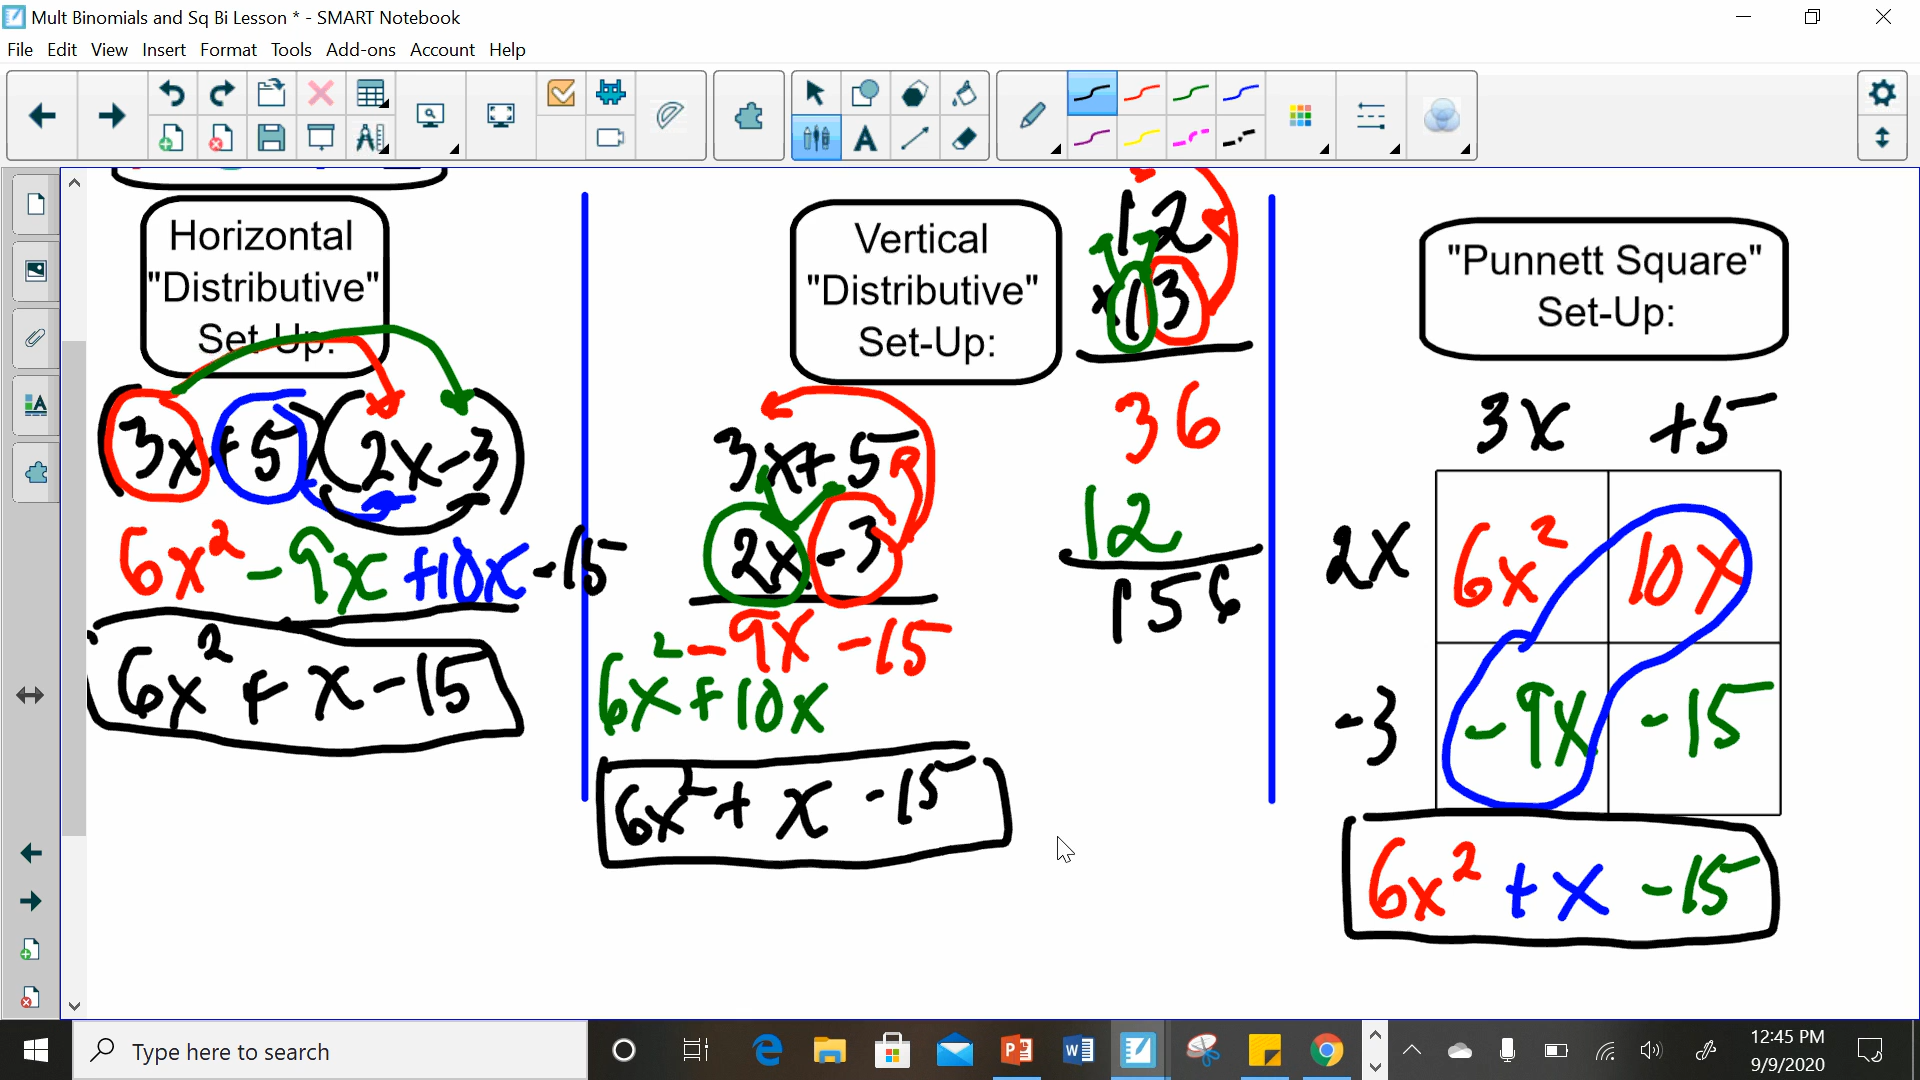 Mult Binomials and Sq Bi Lesson * - SMART Notebook
File Edit View Insert Format Tools Add-ons Account Help
Horizontal
"Distributive"
Set-Up:
(3x+5)(2x-3)
6x² -9x +10x -15
6x² + x -15
Vertical
"Distributive"
Set-Up:
3x+5
2x -3
-9x -15
6x²+10x
6x² + x -15
12
x13
36
12
156
"Punnett Square"
Set-Up:
3x +5
2x 6x² 10x
-3 -9x -15
6x² + x -15
Type here to search
12:45 PM
9/9/2020